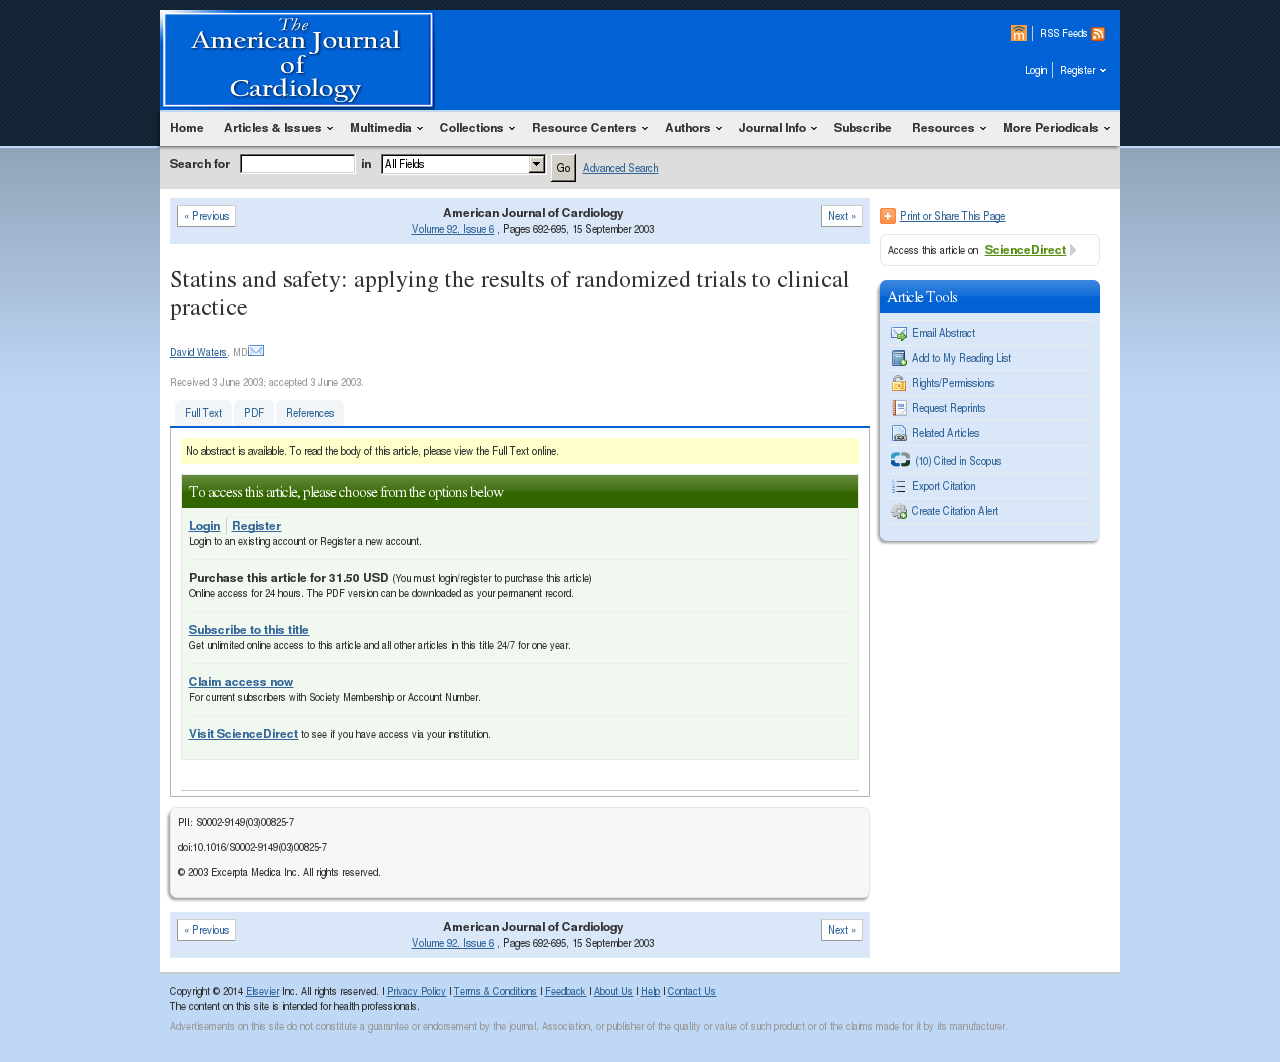 The
American Journal
of
Cardiology
RSS Feeds
Login Register
Home Articles & Issues Multimedia Collections Resource Centers Authors Journal Info Subscribe Resources More Periodicals
Search for in All Fields Go Advanced Search
« Previous American Journal of Cardiology Next »
Volume 92, Issue 6 , Pages 692-695, 15 September 2003
Print or Share This Page
Access this article on ScienceDirect
Statins and safety: applying the results of randomized trials to clinical
practice
David Waters, MD
Received 3 June 2003; accepted 3 June 2003.
Full Text PDF References
No abstract is available. To read the body of this article, please view the Full Text online.
To access this article, please choose from the options below
Login Register
Login to an existing account or Register a new account.
Purchase this article for 31.50 USD (You must login/register to purchase this article)
Online access for 24 hours. The PDF version can be downloaded as your permanent record.
Subscribe to this title
Get unlimited online access to this article and all other articles in this title 24/7 for one year.
Claim access now
For current subscribers with Society Membership or Account Number.
Visit ScienceDirect to see if you have access via your institution.
Article Tools
Email Abstract
Add to My Reading List
Rights/Permissions
Request Reprints
Related Articles
(10) Cited in Scopus
Export Citation
Create Citation Alert
PII: S0002-9149(03)00825-7
doi:10.1016/S0002-9149(03)00825-7
© 2003 Excerpta Medica Inc. All rights reserved.
« Previous American Journal of Cardiology Next »
Volume 92, Issue 6 , Pages 692-695, 15 September 2003
Copyright © 2014 Elsevier Inc. All rights reserved. | Privacy Policy | Terms & Conditions | Feedback | About Us | Help | Contact Us
The content on this site is intended for health professionals.
Advertisements on this site do not constitute a guarantee or endorsement by the journal, Association, or publisher of the quality or value of such product or of the claims made for it by its manufacturer.